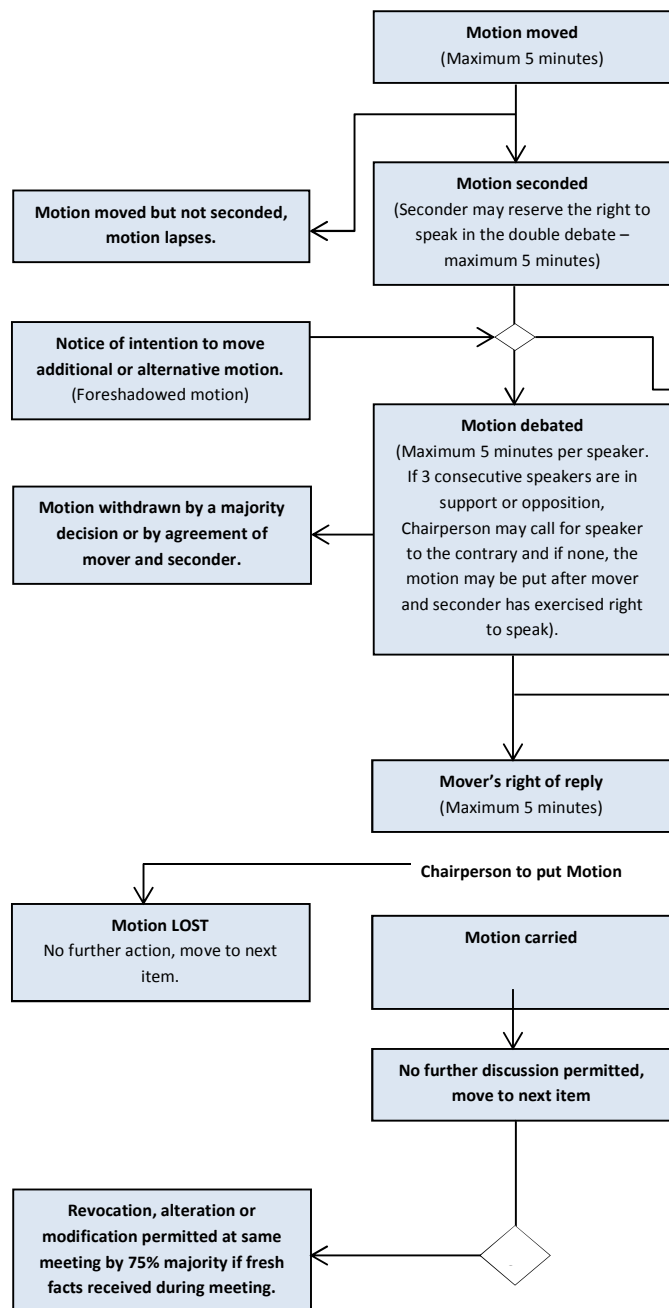 Motion moved
(Maximum 5 minutes)
Motion seconded
(Seconder may reserve the right to
speak in the double debate –
maximum 5 minutes)
Motion moved but not seconded,
motion lapses.
Notice of intention to move
additional or alternative motion.
(Foreshadowed motion)
Motion debated
(Maximum 5 minutes per speaker.
If 3 consecutive speakers are in
support or opposition,
Chairperson may call for speaker
to the contrary and if none, the
motion may be put after mover
and seconder has exercised right
to speak).
Motion withdrawn by a majority
decision or by agreement of
mover and seconder.
Mover’s right of reply
(Maximum 5 minutes)
Chairperson to put Motion
Motion LOST
No further action, move to next
item.
Motion carried
No further discussion permitted,
move to next item
Revocation, alteration or
modification permitted at same
meeting by 75% majority if fresh
facts received during meeting.